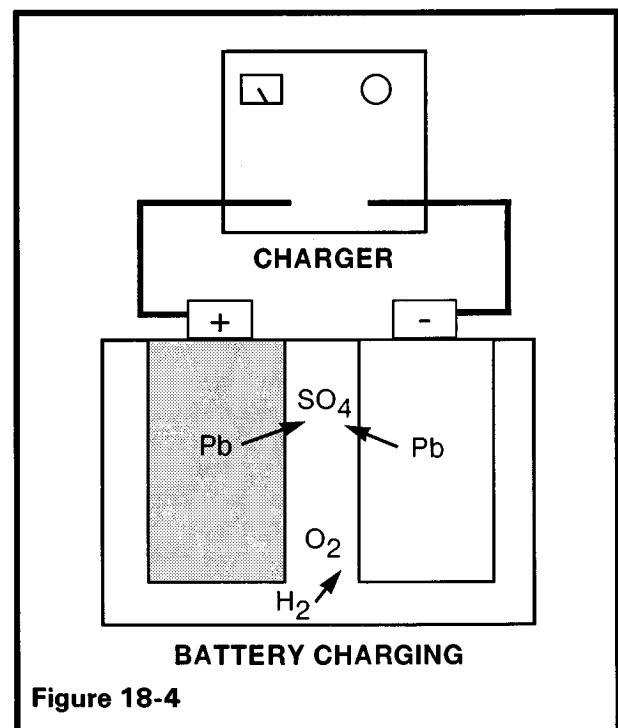 CHARGER
+ -
SO₄
Pb Pb
O₂
H₂
BATTERY CHARGING
Figure 18-4